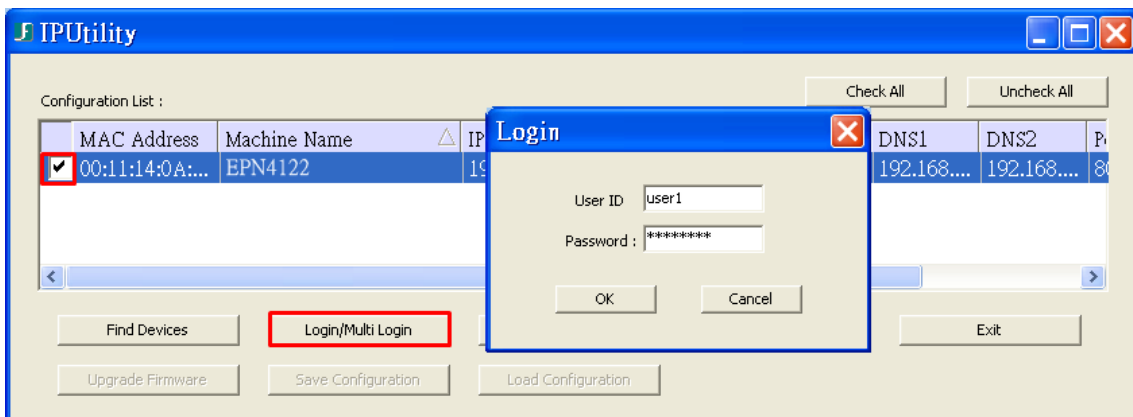 IPUtility
Check All
Uncheck All
Configuration List :
MAC Address
Machine Name
IP
DNS1
DNS2
00:11:14:0A:...
EPN4122
19
192.168....
192.168....
80
Login
User ID
user1
Password :
********
OK
Cancel
Find Devices
Login/Multi Login
Exit
Upgrade Firmware
Save Configuration
Load Configuration